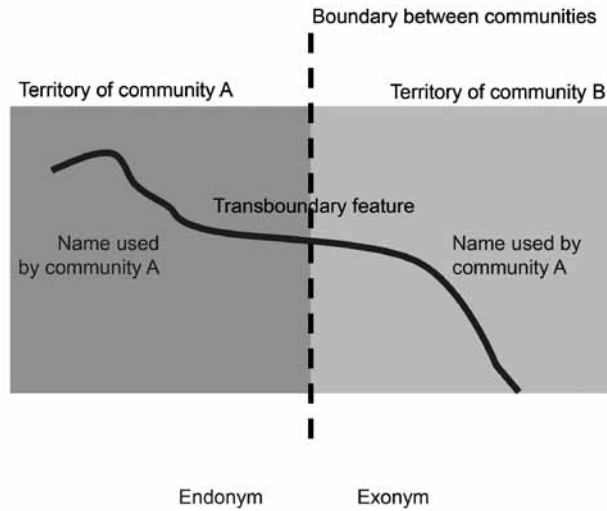 Boundary between communities
Territory of community A
Territory of community B
Transboundary feature
Name used
by community A
Name used by
community A
Endonym
Exonym